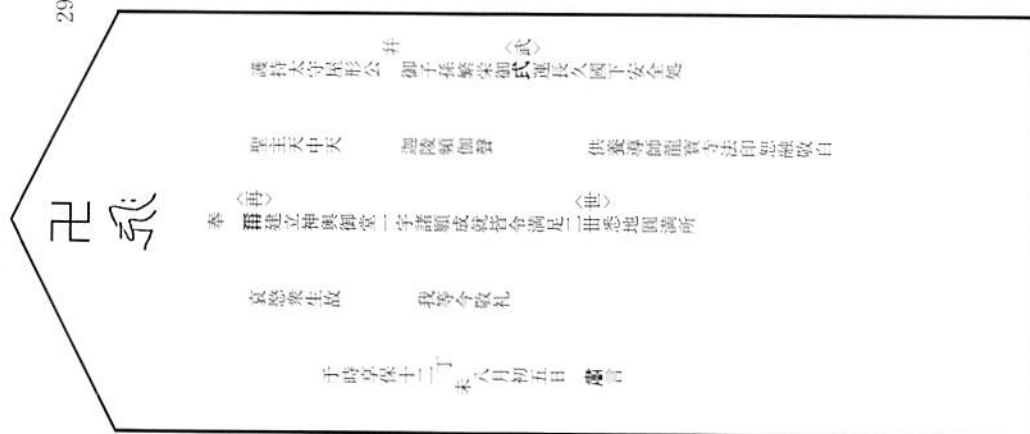 29
卍
護持太守屋形公 并 御子孫繁栄御〈武〉運長久國下安全処
聖主天中天 迦陵頻伽聲 供養導師龍寶寺法印恕融敬白
奉 〈再〉建立神輿御堂一宇諸願成就皆令満足二〈世〉悉地圓満所
哀愍衆生故 我等今敬礼
于時享保十二丁未八月初五日 言